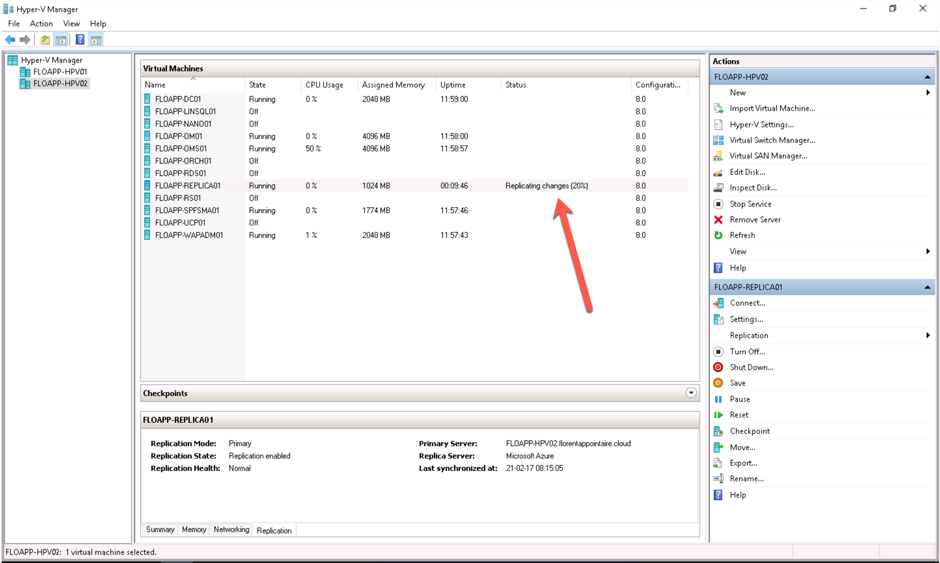 Hyper-V Manager
File Action View Help
Hyper-V Manager
FLOAPP-HPV01
FLOAPP-HPV02
Virtual Machines
Name State CPU Usage Assigned Memory Uptime Status Configurati...
FLOAPP-DC01 Running 0 % 2048 MB 11:59:00 8.0
FLOAPP-LINSQL01 Off 8.0
FLOAPP-NANO01 Off 8.0
FLOAPP-OM01 Running 0 % 4096 MB 11:58:00 8.0
FLOAPP-OMS01 Running 50 % 4096 MB 11:58:57 8.0
FLOAPP-ORCH01 Off 8.0
FLOAPP-RDS01 Off 8.0
FLOAPP-REPLICA01 Running 0 % 1024 MB 00:09:46 Replicating changes (20%) 8.0
FLOAPP-RS01 Off 8.0
FLOAPP-SPFSMA01 Running 0 % 1774 MB 11:57:46 8.0
FLOAPP-UCP01 Off 8.0
FLOAPP-WAPADM01 Running 1 % 2048 MB 11:57:43 8.0
Checkpoints
FLOAPP-REPLICA01
Replication Mode: Primary Primary Server: FLOAPP-HPV02.florentappointaire.cloud
Replication State: Replication enabled Replica Server: Microsoft Azure
Replication Health: Normal Last synchronized at: 21-02-17 08:15:05
Summary Memory Networking Replication
Actions
FLOAPP-HPV02
New
Import Virtual Machine...
Hyper-V Settings...
Virtual Switch Manager...
Virtual SAN Manager...
Edit Disk...
Inspect Disk...
Stop Service
Remove Server
Refresh
View
Help
FLOAPP-REPLICA01
Connect...
Settings...
Replication
Turn Off...
Shut Down...
Save
Pause
Reset
Checkpoint
Move...
Export...
Rename...
Help
FLOAPP-HPV02: 1 virtual machine selected.